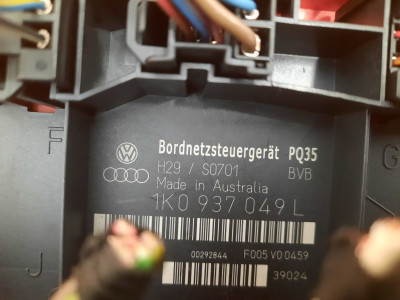 F
Bordnetzsteuergerät PQ35
H29 / S0701 BVB
Made in Australia
1K0 937 049 L
00292844 F005 V0 0459
J
39024